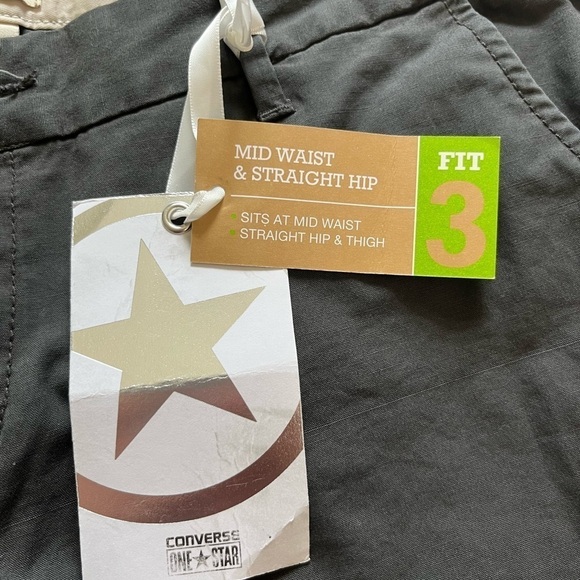 MID WAIST
& STRAIGHT HIP
SITS AT MID WAIST
STRAIGHT HIP & THIGH
FIT
3
CONVERSE
ONE STAR